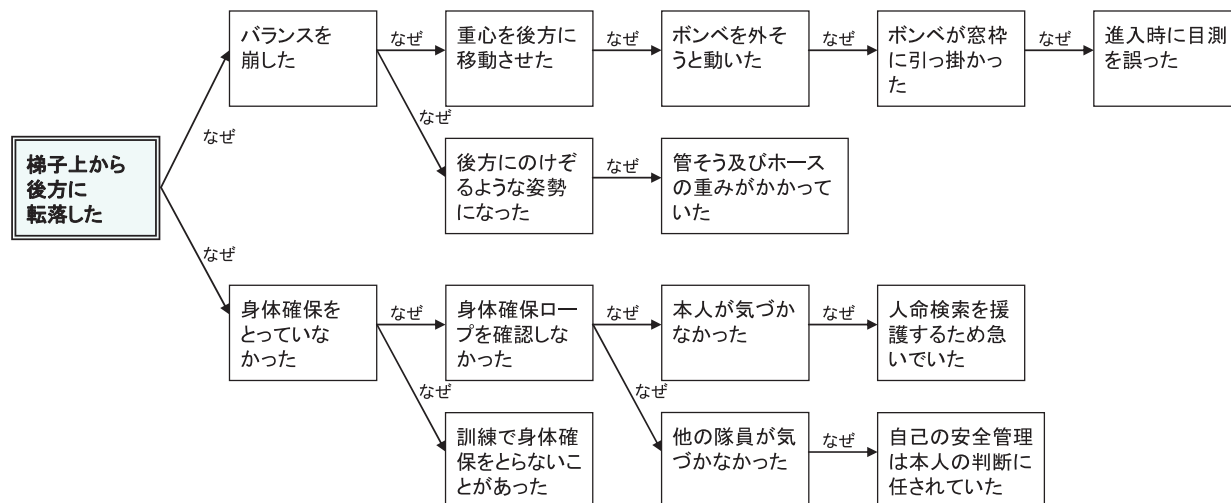 バランスを
崩した
なぜ
重心を後方に
移動させた
なぜ
ボンベを外そ
うと動いた
なぜ
ボンベが窓枠
に引っ掛かっ
た
なぜ
進入時に目測
を誤った
なぜ
なぜ
後方にのけぞ
るような姿勢
になった
なぜ
管そう及びホース
の重みがかかって
いた
梯子上から
後方に
転落した
なぜ
身体確保を
とっていな
かった
なぜ
身体確保ロー
プを確認しな
かった
なぜ
本人が気づか
なかった
なぜ
人命検索を援
護するため急
いでいた
なぜ
訓練で身体確
保をとらないこ
とがあった
なぜ
他の隊員が気
づかなかった
なぜ
自己の安全管理
は本人の判断に
任されていた